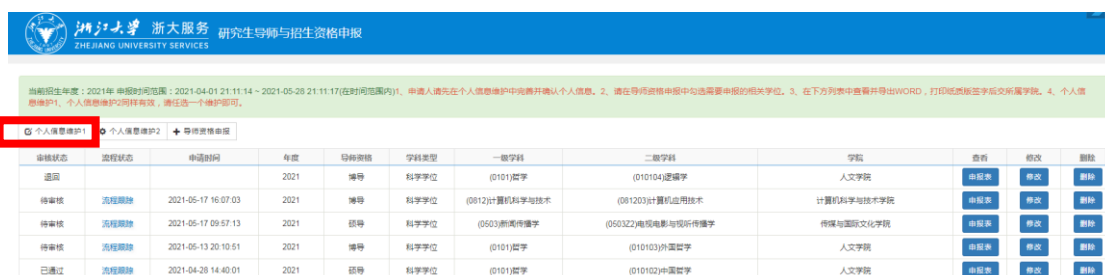 浙江大学 浙大服务 研究生导师与招生资格申报
ZHEJIANG UNIVERSITY SERVICES
当前招生年度：2021年 申报时间范围：2021-04-01 21:11:14 ~ 2021-05-28 21:11:17(在时间范围内)1、申请人请先在个人信息维护中完善并确认个人信息。2、请在导师资格申报中勾选需要申报的相关学位。3、在下方列表中查看并导出WORD，打印纸质版签字后交所属学院。4、个人信
息维护1、个人信息维护2同样有效，请任选一个维护即可。
个人信息维护1 个人信息维护2 导师资格申报
审核状态 流程状态 申请时间 年度 导师资格 学科类型 一级学科 二级学科 学院 查看 修改 删除
退回 2021 博导 科学学位 (0101)哲学 (010104)逻辑学 人文学院 申报表 修改 删除
待审核 流程跟踪 2021-05-17 16:07:03 2021 博导 科学学位 (0812)计算机科学与技术 (081203)计算机应用技术 计算机科学与技术学院 申报表 修改 删除
待审核 流程跟踪 2021-05-17 09:57:13 2021 硕导 科学学位 (0503)新闻传播学 (0503Z2)电视电影与视听传播学 传媒与国际文化学院 申报表 修改 删除
待审核 流程跟踪 2021-05-13 20:10:51 2021 博导 科学学位 (0101)哲学 (010103)外国哲学 人文学院 申报表 修改 删除
已通过 流程跟踪 2021-04-28 14:40:01 2021 硕导 科学学位 (0101)哲学 (010102)中国哲学 人文学院 申报表 修改 删除